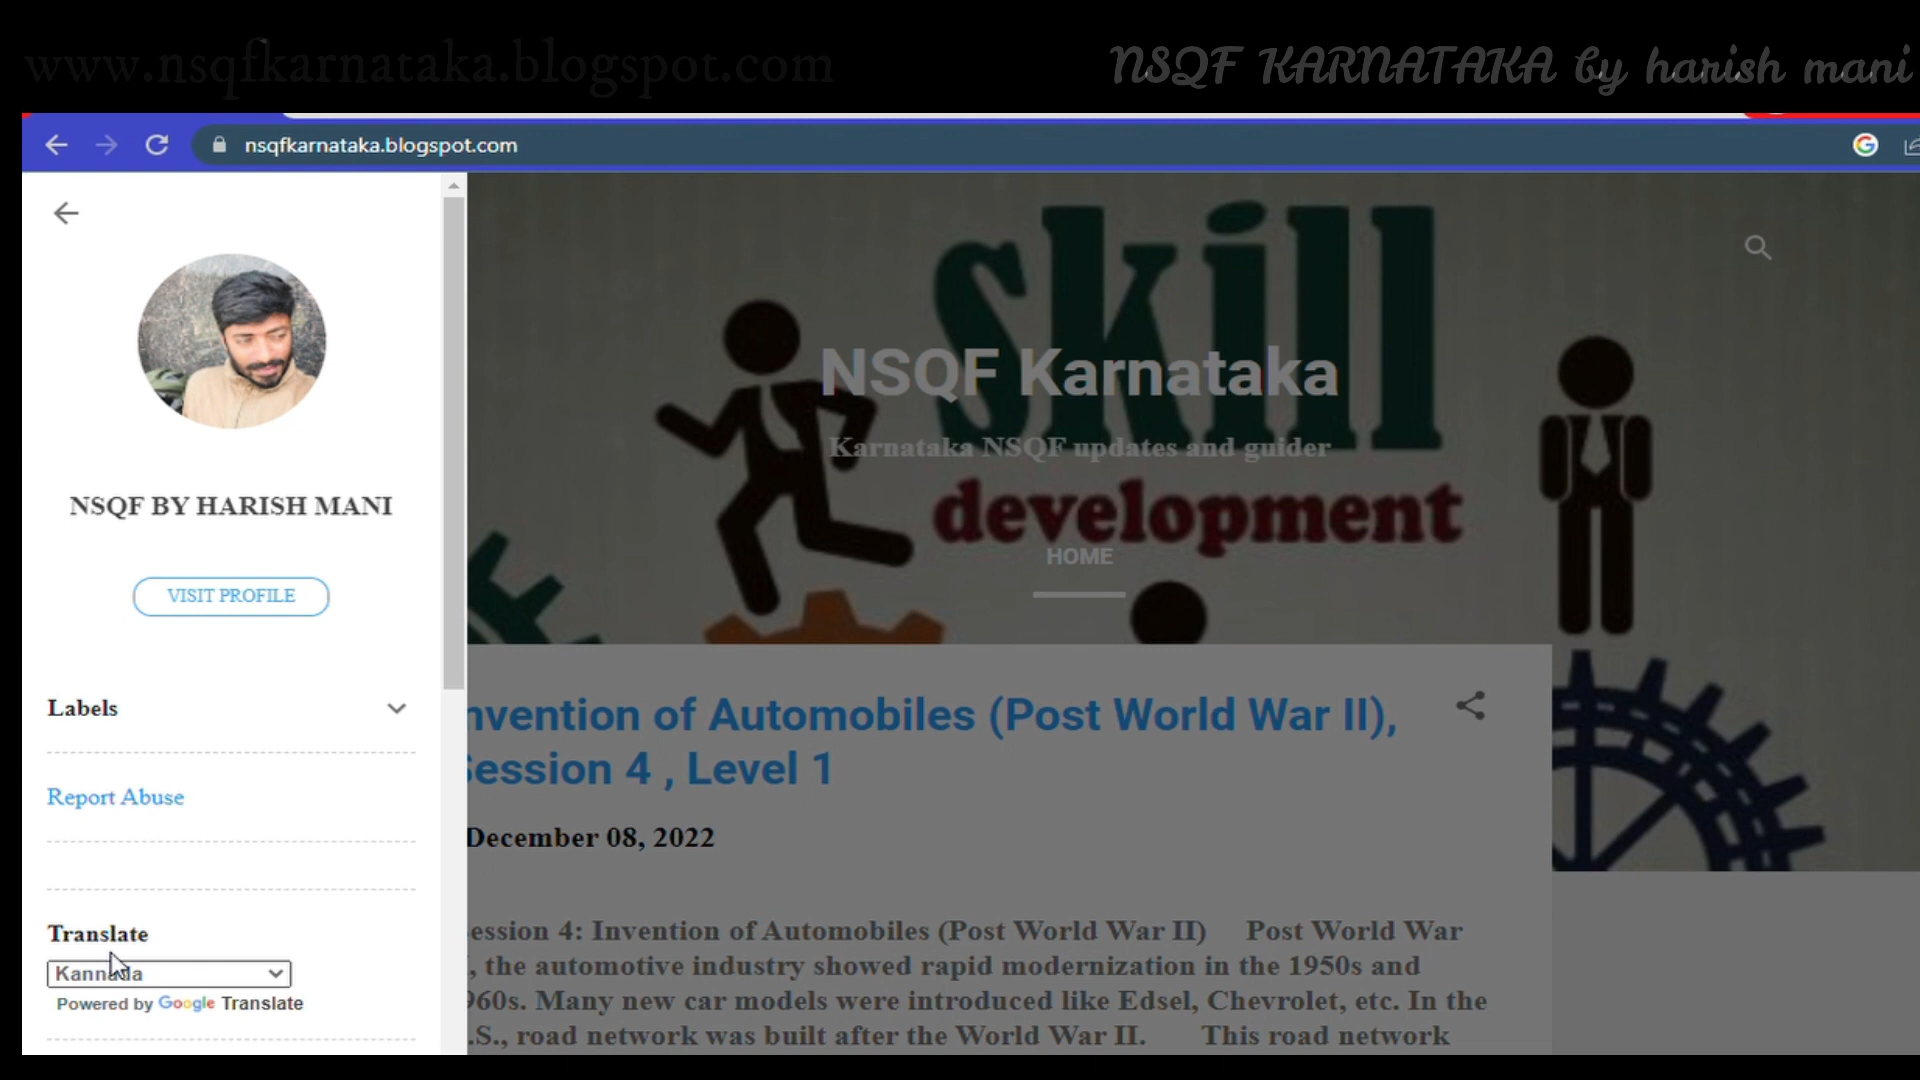 www.nsqfkarnataka.blogspot.com
NSQF KARNATAKA by harish mani
nsqfkarnataka.blogspot.com
NSQF BY HARISH MANI
VISIT PROFILE
Labels
Report Abuse
Translate
Kannada
Powered by Google Translate
skill
NSQF Karnataka
Karnataka NSQF updates and guider
development
HOME
nvention of Automobiles (Post World War II),
Session 4 , Level 1
December 08, 2022
ession 4: Invention of Automobiles (Post World War II) Post World War
, the automotive industry showed rapid modernization in the 1950s and
960s. Many new car models were introduced like Edsel, Chevrolet, etc. In the
.S., road network was built after the World War II. This road network